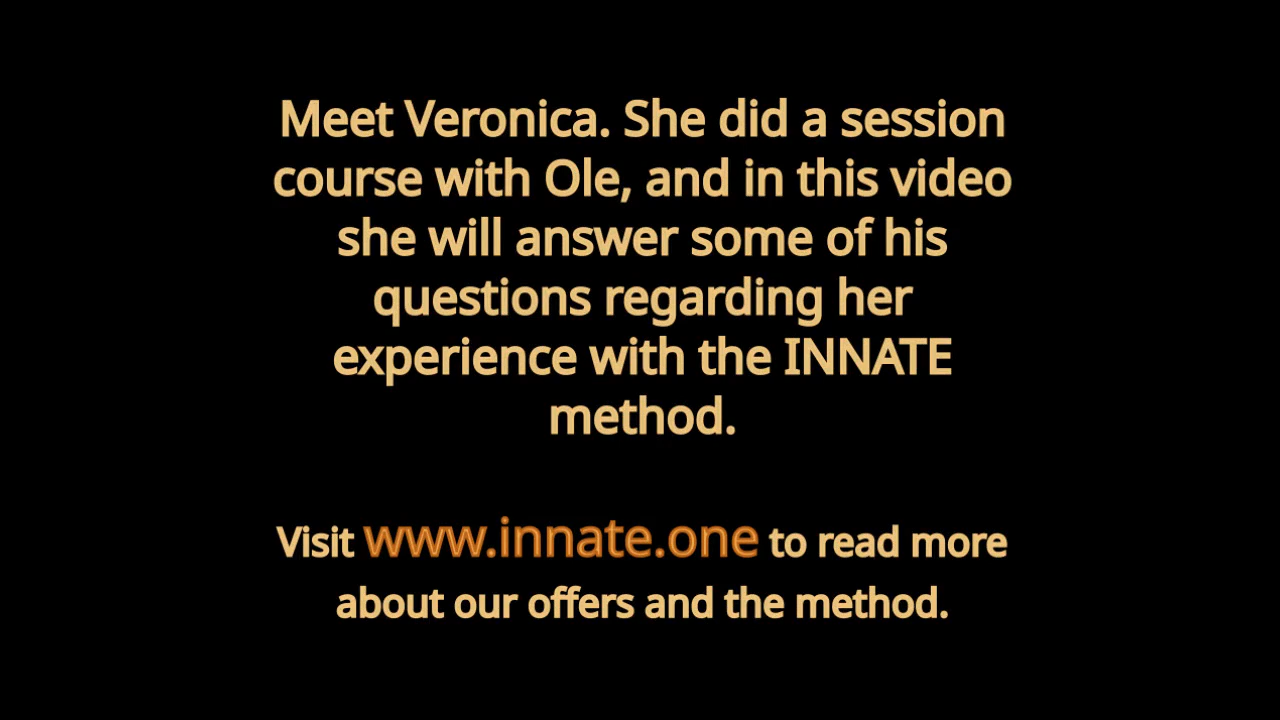 Meet Veronica. She did a session
course with Ole, and in this video
she will answer some of his
questions regarding her
experience with the INNATE
method.
Visit www.innate.one to read more
about our offers and the method.